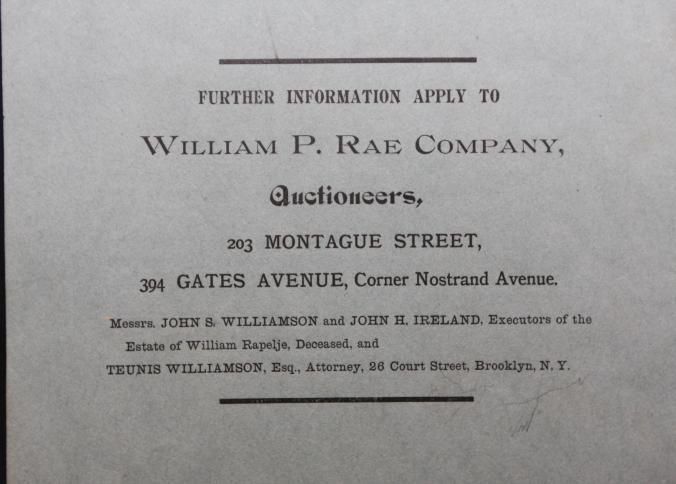 FURTHER INFORMATION APPLY TO
WILLIAM P. RAE COMPANY,
Auctioneers,
203 MONTAGUE STREET,
394 GATES AVENUE, Corner Nostrand Avenue.
Messrs. JOHN S. WILLIAMSON and JOHN H. IRELAND, Executors of the
Estate of William Rapelje, Deceased, and
TEUNIS WILLIAMSON, Esq., Attorney, 26 Court Street, Brooklyn, N. Y.